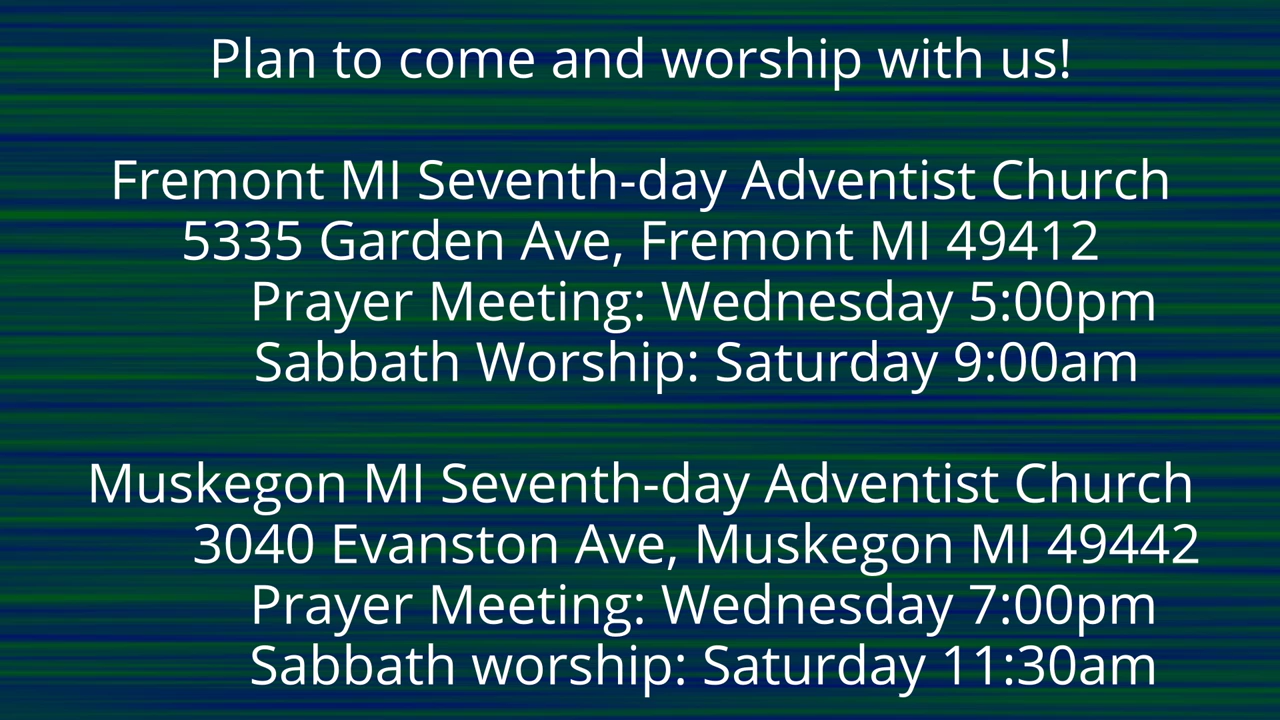 Plan to come and worship with us!
Fremont MI Seventh-day Adventist Church
5335 Garden Ave, Fremont MI 49412
Prayer Meeting: Wednesday 5:00pm
Sabbath Worship: Saturday 9:00am
Muskegon MI Seventh-day Adventist Church
3040 Evanston Ave, Muskegon MI 49442
Prayer Meeting: Wednesday 7:00pm
Sabbath worship: Saturday 11:30am